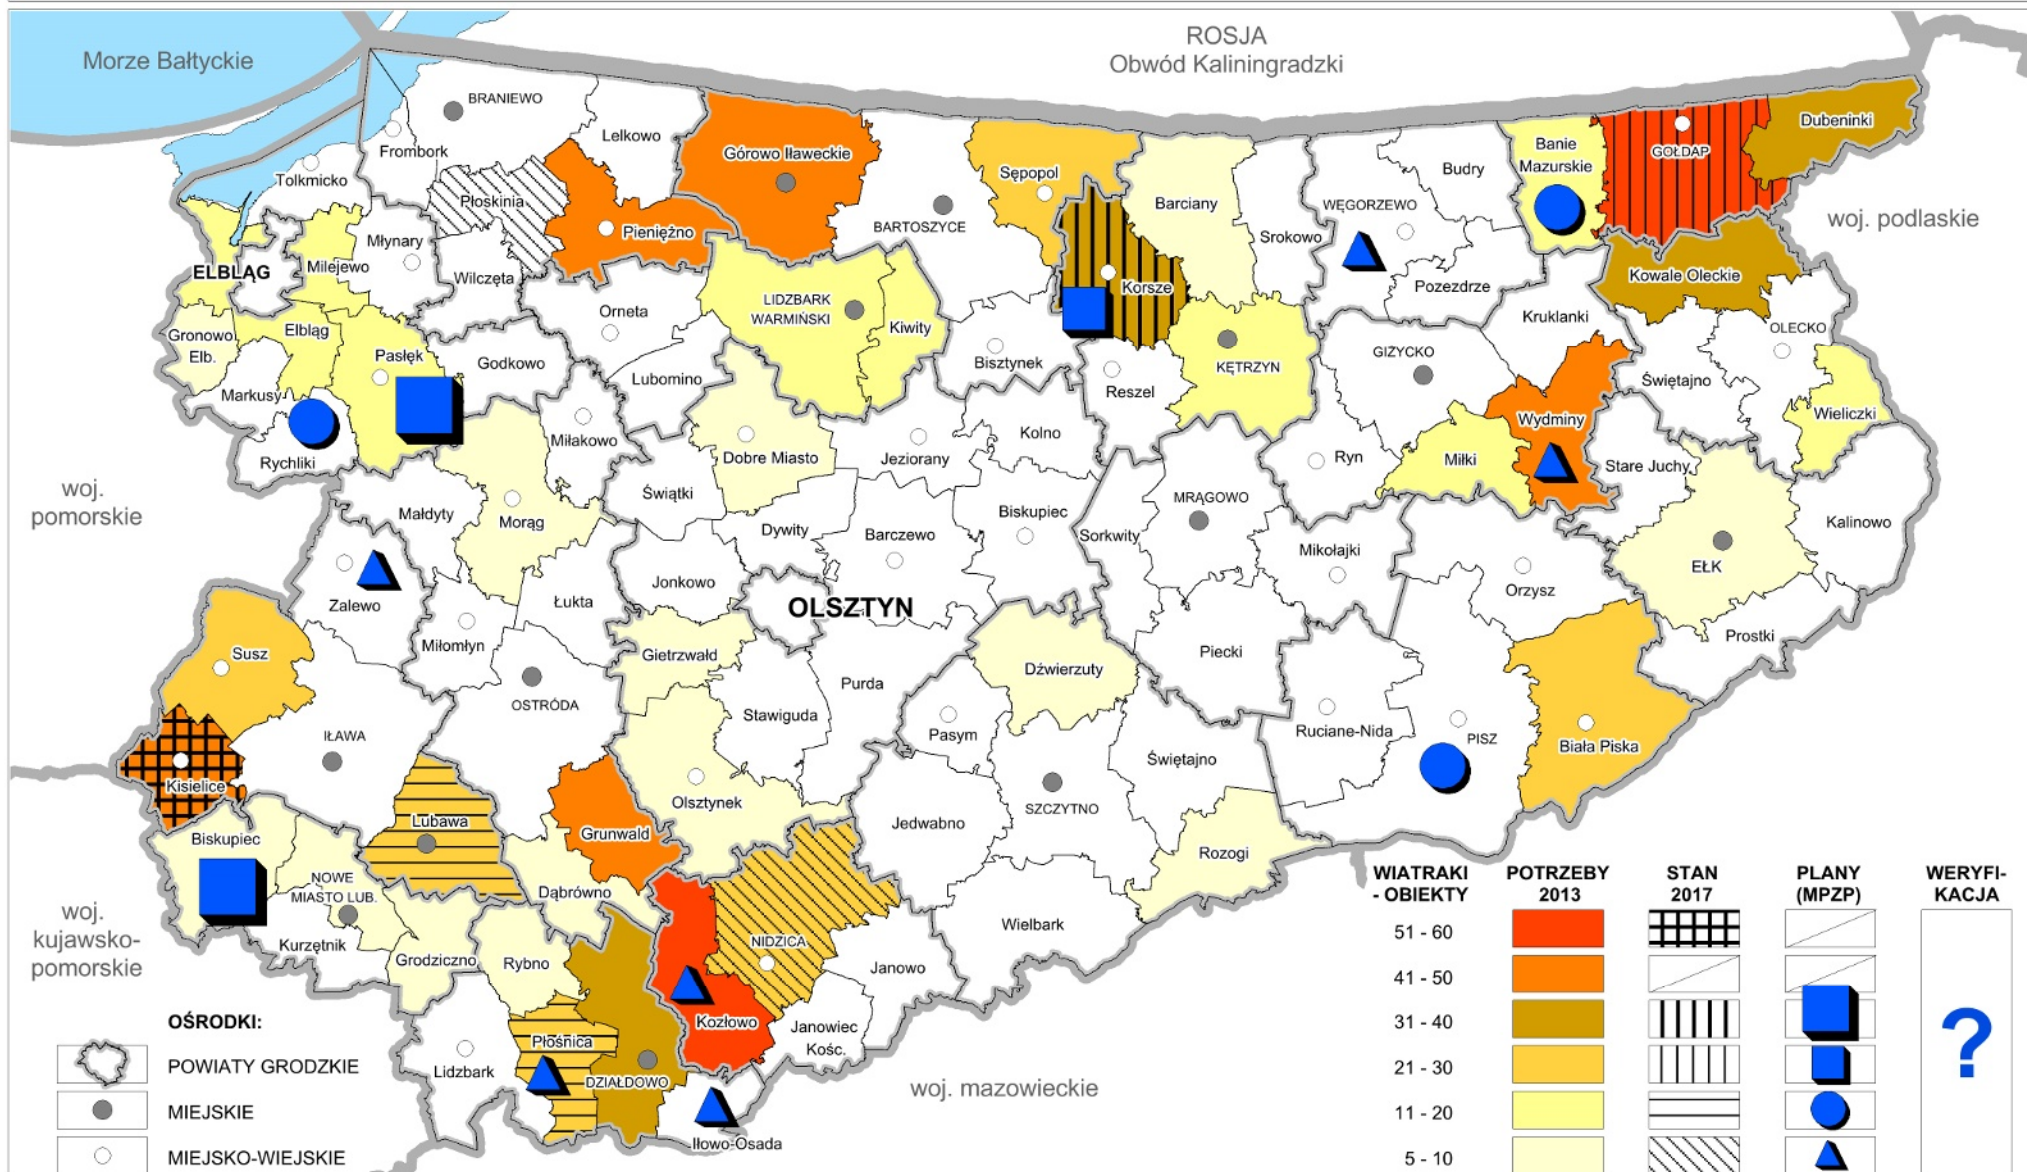 Morze Bałtyckie
ROSJA
Obwód Kaliningradzki
BRANIEWO
Lelkowo
Frombork
Tolkmicko
Płoskinia
Górowo Iławeckie
Pieniężno
Sępopol
BARTOSZYCE
Barciany
Srokowo
Korsze
WĘGORZEWO
Budry
Pozezdrze
Banie
Mazurskie
GOŁDAP
Dubeninki
woj. podlaskie
Kowale Oleckie
ELBLĄG
Milejewo
Młynary
Wilczęta
Gronowo
Elb.
Elbląg
Pasłęk
Godkowo
Markusy
Rychliki
Orneta
Lubomino
LIDZBARK
WARMIŃSKI
Kiwity
Bisztynek
Reszel
KĘTRZYN
GIŻYCKO
Kruklanki
OLECKO
Świętajno
Wieliczki
Wydminy
Miłki
Ryn
Stare Juchy
Kalinowo
EŁK
Prostki
Orzysz
Miłakowo
Morąg
Małdyty
Świątki
Dobre Miasto
Jeziorany
Kolno
Dywity
Barczewo
Biskupiec
Sorkwity
MRĄGOWO
Mikołajki
woj.
pomorskie
Zalewo
Miłomłyn
Łukta
Jonkowo
OLSZTYN
Gietrzwałd
Stawiguda
Purda
Dźwierzuty
Piecki
Pasym
Susz
Kisielice
IŁAWA
OSTRÓDA
Olsztynek
Jedwabno
SZCZYTNO
Świętajno
Ruciane-Nida
PISZ
Biała Piska
Rozogi
Wielbark
Biskupiec
NOWE
MIASTO LUB.
Kurzętnik
Lubawa
Grunwald
Dąbrówno
Grodziczno
Rybno
NIDZICA
Janowo
Janowiec
Kośc.
Kozłowo
Płośnica
DZIAŁDOWO
Lidzbark
Iłowo-Osada
woj.
kujawsko-
pomorskie
woj. mazowieckie
OŚRODKI:
POWIATY GRODZKIE
MIEJSKIE
MIEJSKO-WIEJSKIE
WIATRAKI
- OBIEKTY
POTRZEBY
2013
STAN
2017
PLANY
(MPZP)
WERYFI-
KACJA
51 - 60
41 - 50
31 - 40
21 - 30
11 - 20
5 - 10
?